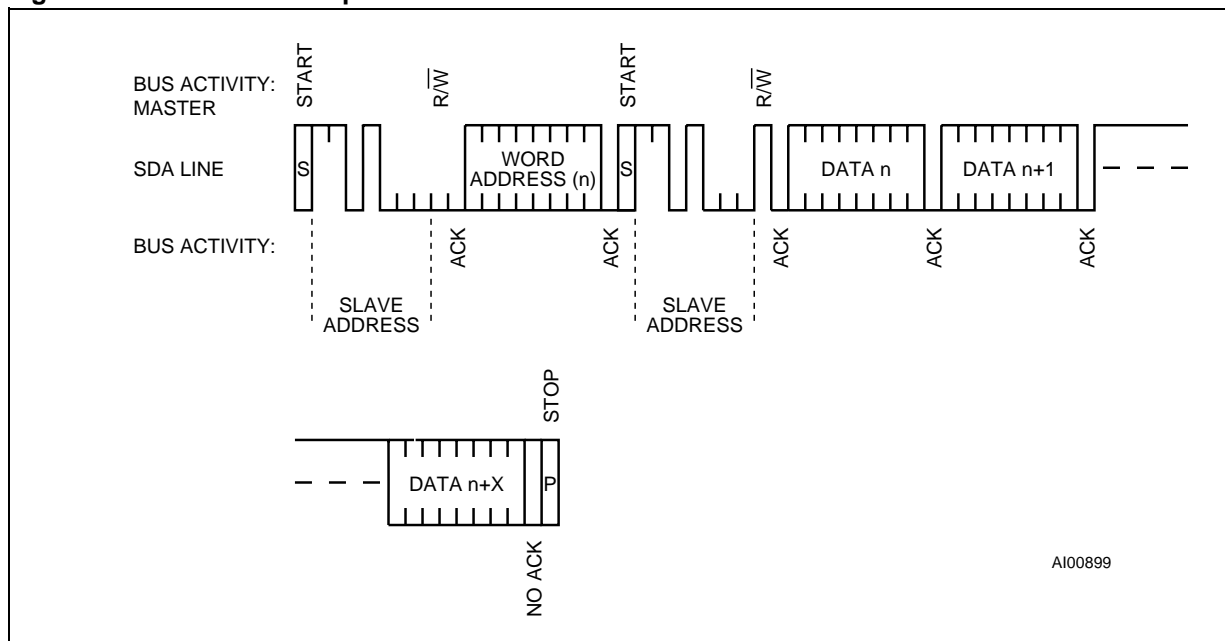 START
R/W
START
R/W
BUS ACTIVITY:
MASTER
SDA LINE
S
WORD
ADDRESS (n)
S
DATA n
DATA n+1
BUS ACTIVITY:
ACK
ACK
ACK
ACK
ACK
SLAVE
ADDRESS
SLAVE
ADDRESS
STOP
DATA n+X
P
NO ACK
AI00899